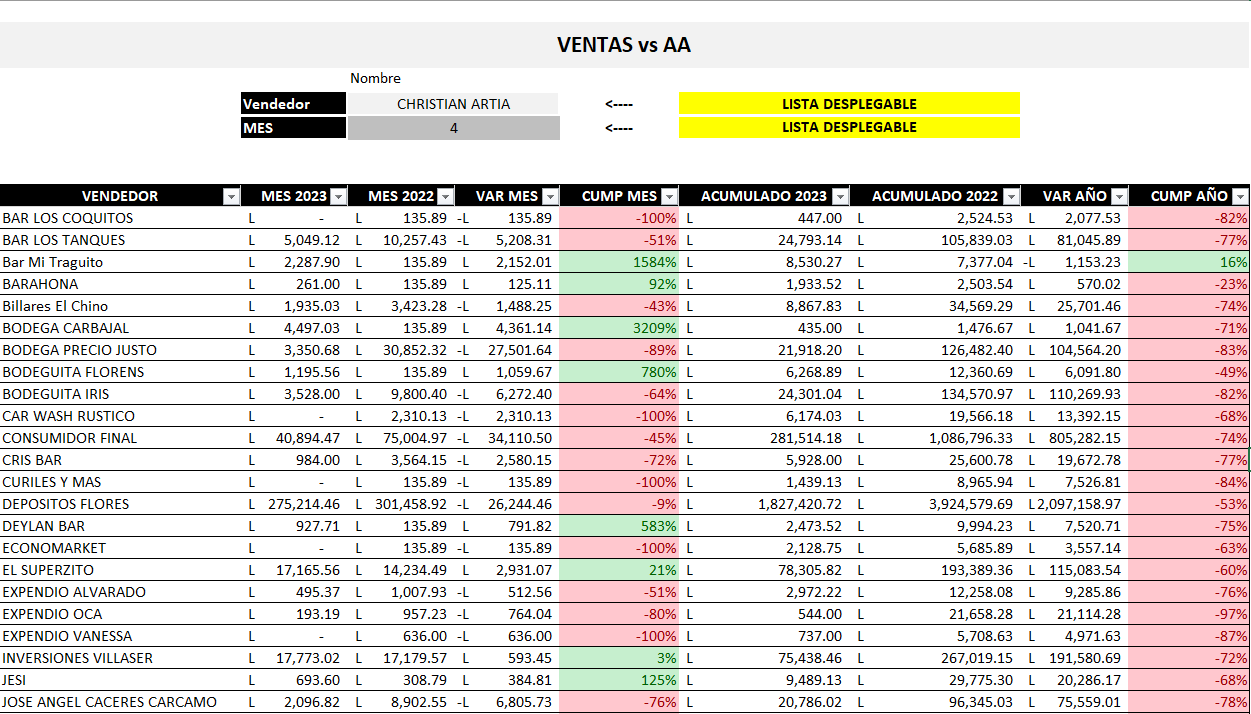 VENTAS vs AA
Nombre
Vendedor CHRISTIAN ARTIA <---- LISTA DESPLEGABLE
MES 4 <---- LISTA DESPLEGABLE
VENDEDOR MES 2023 MES 2022 VAR MES CUMP MES ACUMULADO 2023 ACUMULADO 2022 VAR AÑO CUMP AÑO
BAR LOS COQUITOS L - L 135.89 -L 135.89 -100% L 447.00 L 2,524.53 L 2,077.53 -82%
BAR LOS TANQUES L 5,049.12 L 10,257.43 -L 5,208.31 -51% L 24,793.14 L 105,839.03 L 81,045.89 -77%
Bar Mi Traguito L 2,287.90 L 135.89 L 2,152.01 1584% L 8,530.27 L 7,377.04 -L 1,153.23 16%
BARAHONA L 261.00 L 135.89 L 125.11 92% L 1,933.52 L 2,503.54 L 570.02 -23%
Billares El Chino L 1,935.03 L 3,423.28 -L 1,488.25 -43% L 8,867.83 L 34,569.29 L 25,701.46 -74%
BODEGA CARBAJAL L 4,497.03 L 135.89 L 4,361.14 3209% L 435.00 L 1,476.67 L 1,041.67 -71%
BODEGA PRECIO JUSTO L 3,350.68 L 30,852.32 -L 27,501.64 -89% L 21,918.20 L 126,482.40 L 104,564.20 -83%
BODEGUITA FLORENS L 1,195.56 L 135.89 L 1,059.67 780% L 6,268.89 L 12,360.69 L 6,091.80 -49%
BODEGUITA IRIS L 3,528.00 L 9,800.40 -L 6,272.40 -64% L 24,301.04 L 134,570.97 L 110,269.93 -82%
CAR WASH RUSTICO L - L 2,310.13 -L 2,310.13 -100% L 6,174.03 L 19,566.18 L 13,392.15 -68%
CONSUMIDOR FINAL L 40,894.47 L 75,004.97 -L 34,110.50 -45% L 281,514.18 L 1,086,796.33 L 805,282.15 -74%
CRIS BAR L 984.00 L 3,564.15 -L 2,580.15 -72% L 5,928.00 L 25,600.78 L 19,672.78 -77%
CURILES Y MAS L - L 135.89 -L 135.89 -100% L 1,439.13 L 8,965.94 L 7,526.81 -84%
DEPOSITOS FLORES L 275,214.46 L 301,458.92 -L 26,244.46 -9% L 1,827,420.72 L 3,924,579.69 L 2,097,158.97 -53%
DEYLAN BAR L 927.71 L 135.89 L 791.82 583% L 2,473.52 L 9,994.23 L 7,520.71 -75%
ECONOMARKET L - L 135.89 -L 135.89 -100% L 2,128.75 L 5,685.89 L 3,557.14 -63%
EL SUPERZITO L 17,165.56 L 14,234.49 L 2,931.07 21% L 78,305.82 L 193,389.36 L 115,083.54 -60%
EXPENDIO ALVARADO L 495.37 L 1,007.93 -L 512.56 -51% L 2,972.22 L 12,258.08 L 9,285.86 -76%
EXPENDIO OCA L 193.19 L 957.23 -L 764.04 -80% L 544.00 L 21,658.28 L 21,114.28 -97%
EXPENDIO VANESSA L - L 636.00 -L 636.00 -100% L 737.00 L 5,708.63 L 4,971.63 -87%
INVERSIONES VILLASER L 17,773.02 L 17,179.57 L 593.45 3% L 75,438.46 L 267,019.15 L 191,580.69 -72%
JESI L 693.60 L 308.79 L 384.81 125% L 9,489.13 L 29,775.30 L 20,286.17 -68%
JOSE ANGEL CACERES CARCAMO L 2,096.82 L 8,902.55 -L 6,805.73 -76% L 20,786.02 L 96,345.03 L 75,559.01 -78%